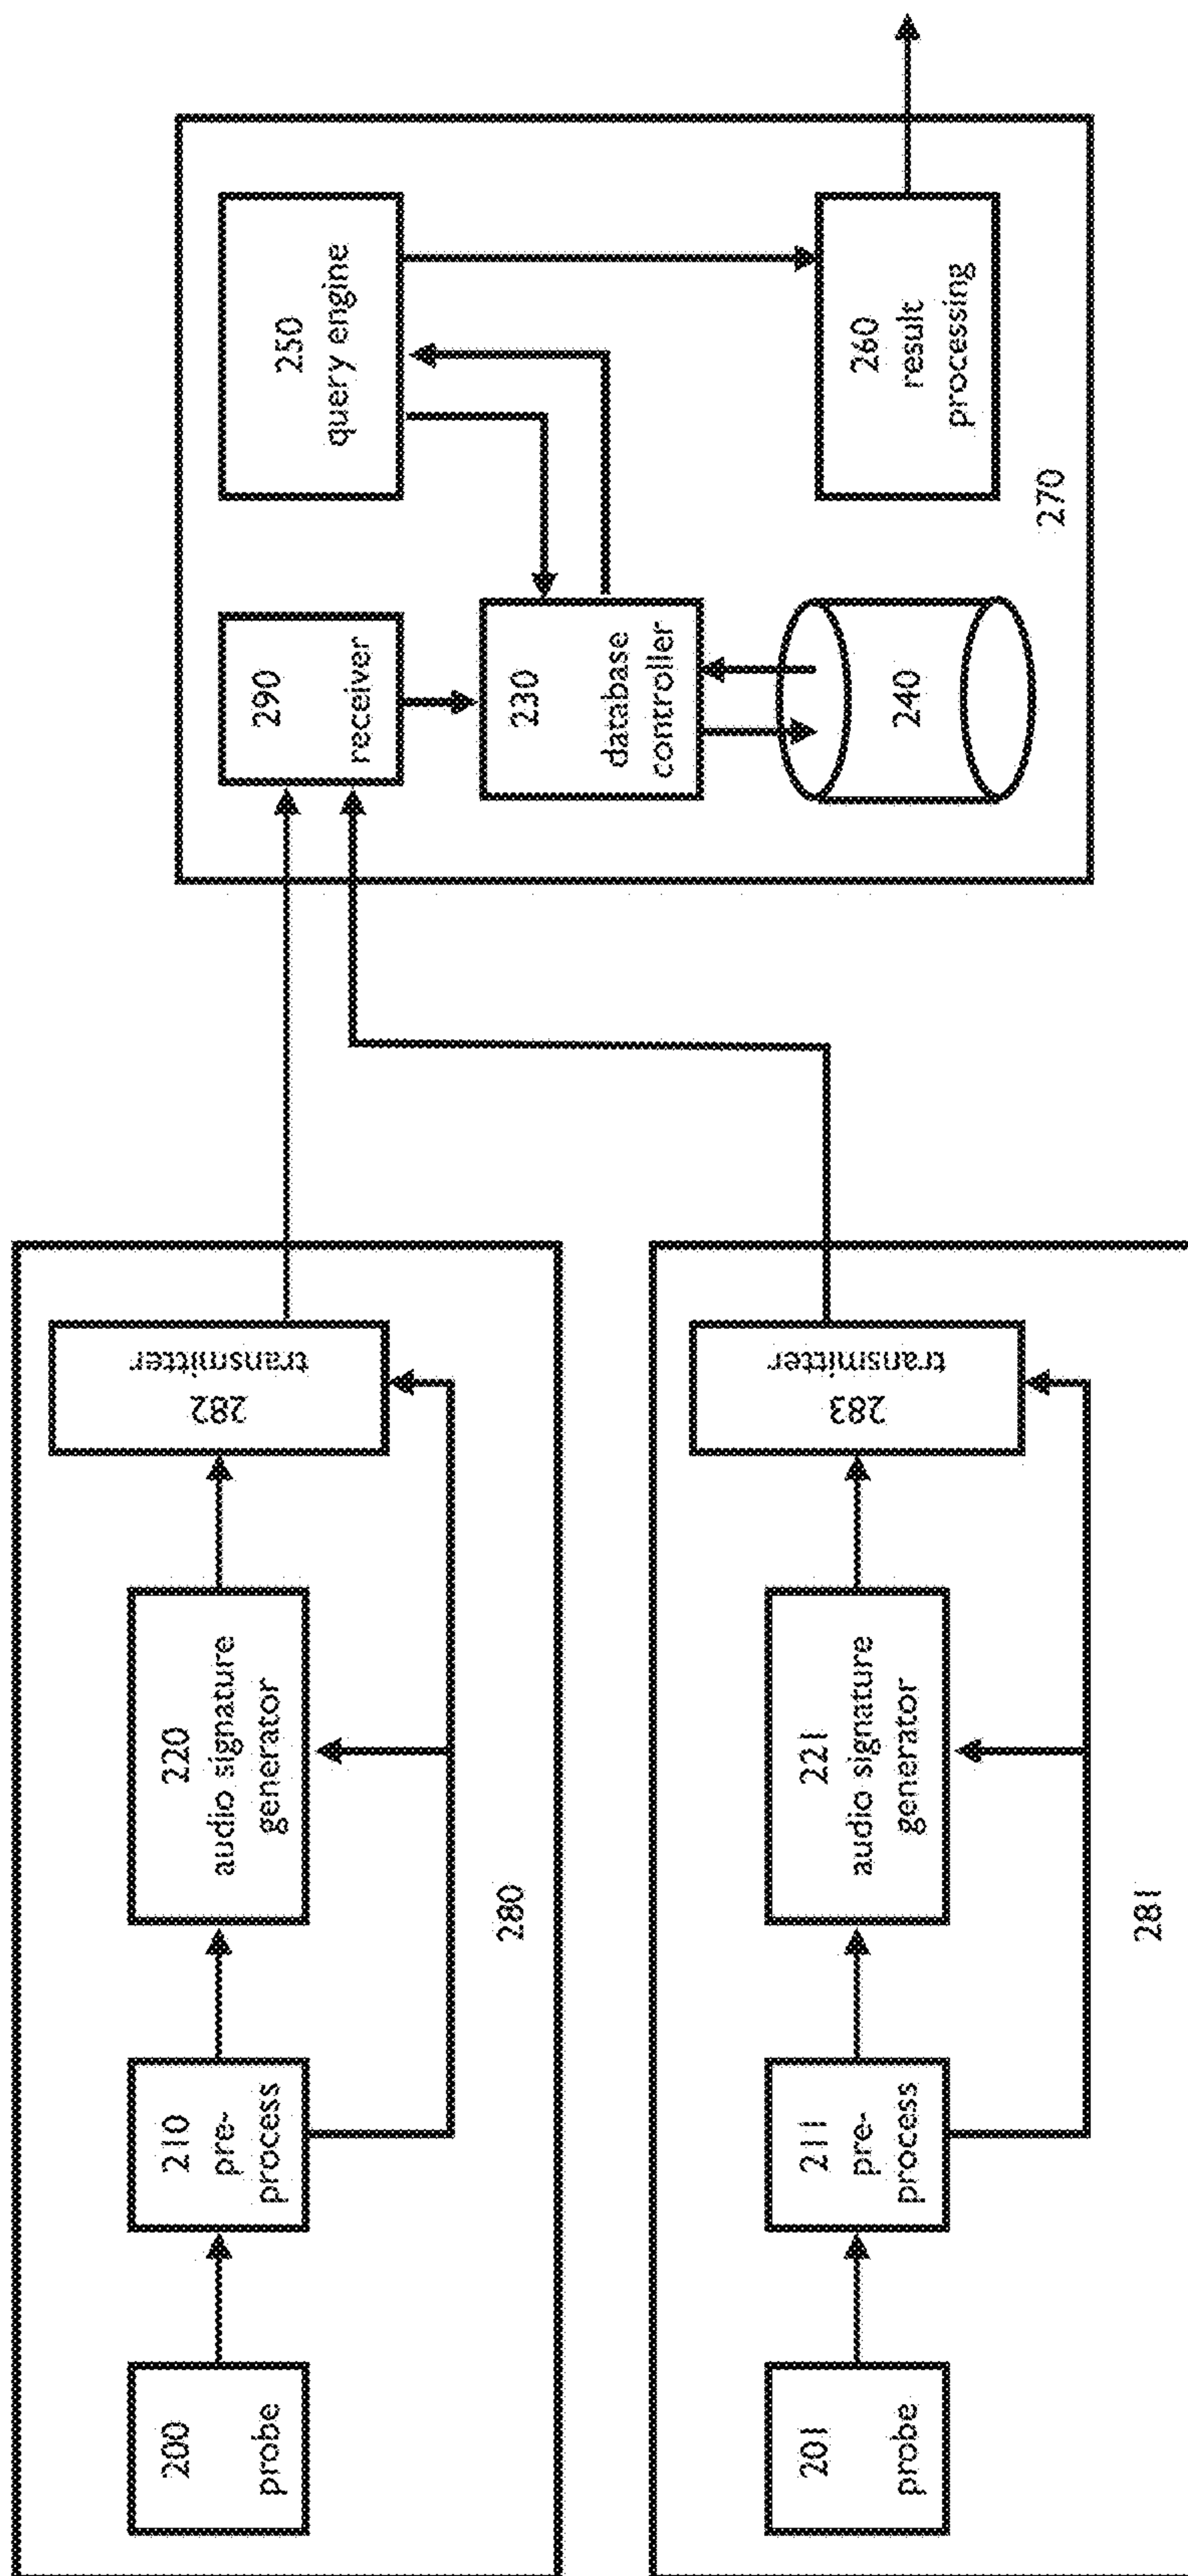 200
probe
210
pre-
process
220
audio signature
generator
transmitter
282
280
290
receiver
250
query engine
230
database
controller
240
260
result
processing
270
201
probe
211
pre-
process
221
audio signature
generator
transmitter
283
281